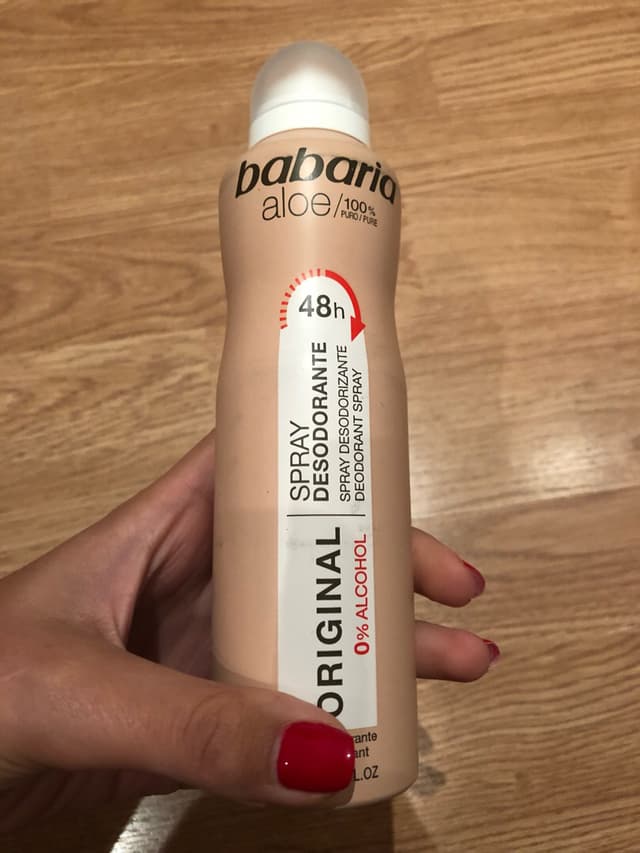 babaria
aloe/100%
PURO/PURE
48h
SPRAY
DESODORANTE
SPRAY DESODORIZANTE
DEODORANT SPRAY
ORIGINAL
0% ALCOHOL